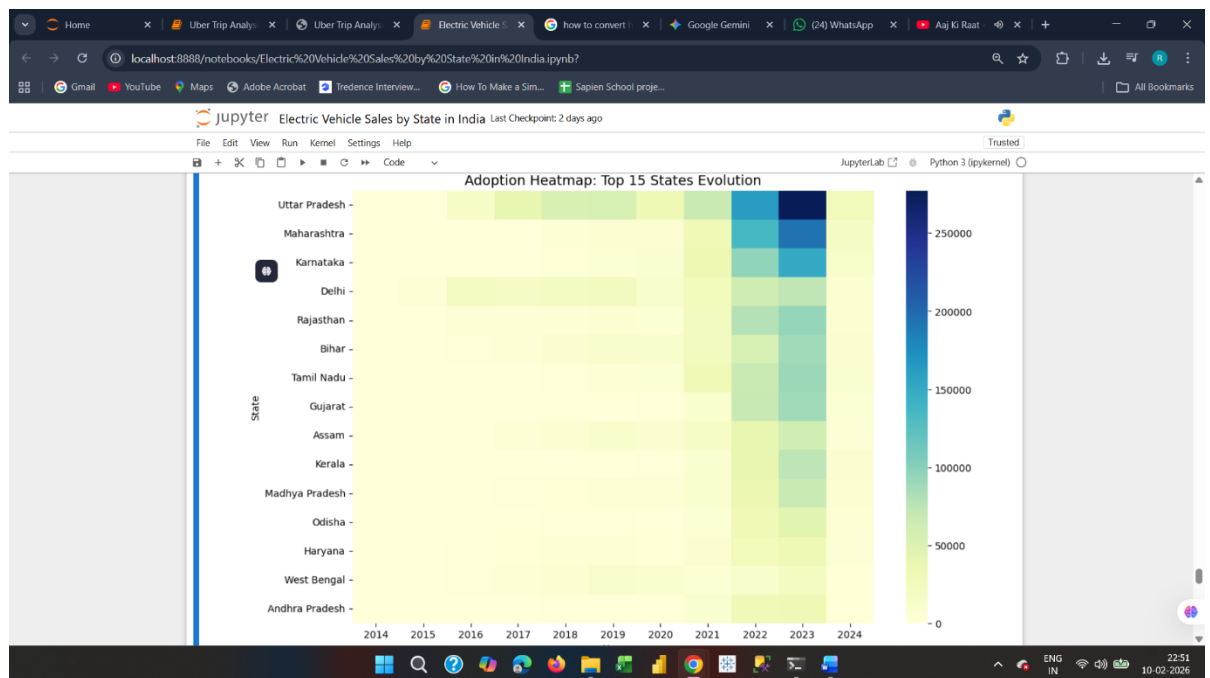 Home
Uber Trip Analys
Uber Trip Analys
Electric Vehicle S
how to convert
Google Gemini
(24) WhatsApp
Aaj Ki Raat
localhost:8888/notebooks/Electric%20Vehicle%20Sales%20by%20State%20in%20India.ipynb?
R
Gmail
YouTube
Maps
Adobe Acrobat
Tredence Interview...
How To Make a Sim...
Sapien School proje...
All Bookmarks
jupyter Electric Vehicle Sales by State in India Last Checkpoint: 2 days ago
File Edit View Run Kernel Settings Help
Trusted
Code
JupyterLab
Python 3 (ipykernel)
Adoption Heatmap: Top 15 States Evolution
State
Uttar Pradesh
Maharashtra
Karnataka
Delhi
Rajasthan
Bihar
Tamil Nadu
Gujarat
Assam
Kerala
Madhya Pradesh
Odisha
Haryana
West Bengal
Andhra Pradesh
2014 2015 2016 2017 2018 2019 2020 2021 2022 2023 2024
250000
200000
150000
100000
50000
0
ENG
IN
22:51
10-02-2026